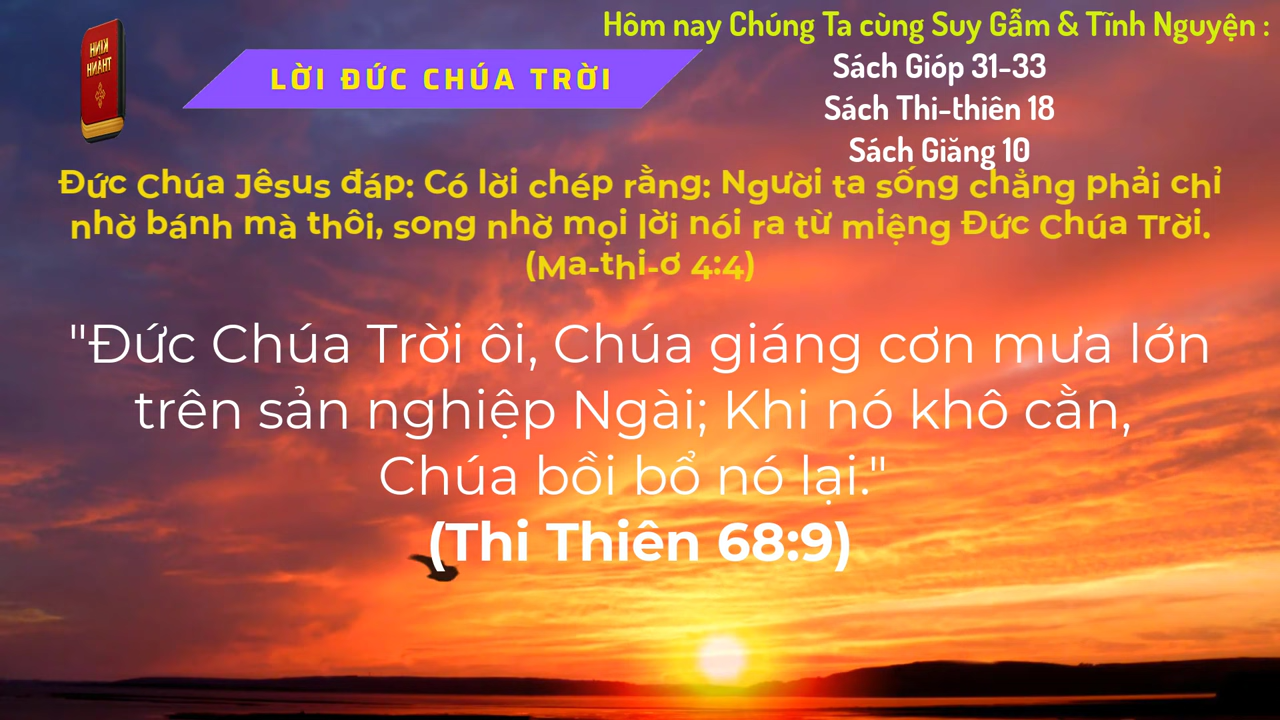 Hôm nay Chúng Ta cùng Suy Gẫm & Tĩnh Nguyện :
Sách Gióp 31-33
Sách Thi-thiên 18
Sách Giăng 10
KINH
THÁNH
LỜI ĐỨC CHÚA TRỜI
Đức Chúa Jêsus đáp: Có lời chép rằng: Người ta sống chẳng phải chỉ
nhờ bánh mà thôi, song nhờ mọi lời nói ra từ miệng Đức Chúa Trời.
(Ma-thi-ơ 4:4)
"Đức Chúa Trời ôi, Chúa giáng cơn mưa lớn
trên sản nghiệp Ngài; Khi nó khô cằn,
Chúa bồi bổ nó lại."
(Thi Thiên 68:9)